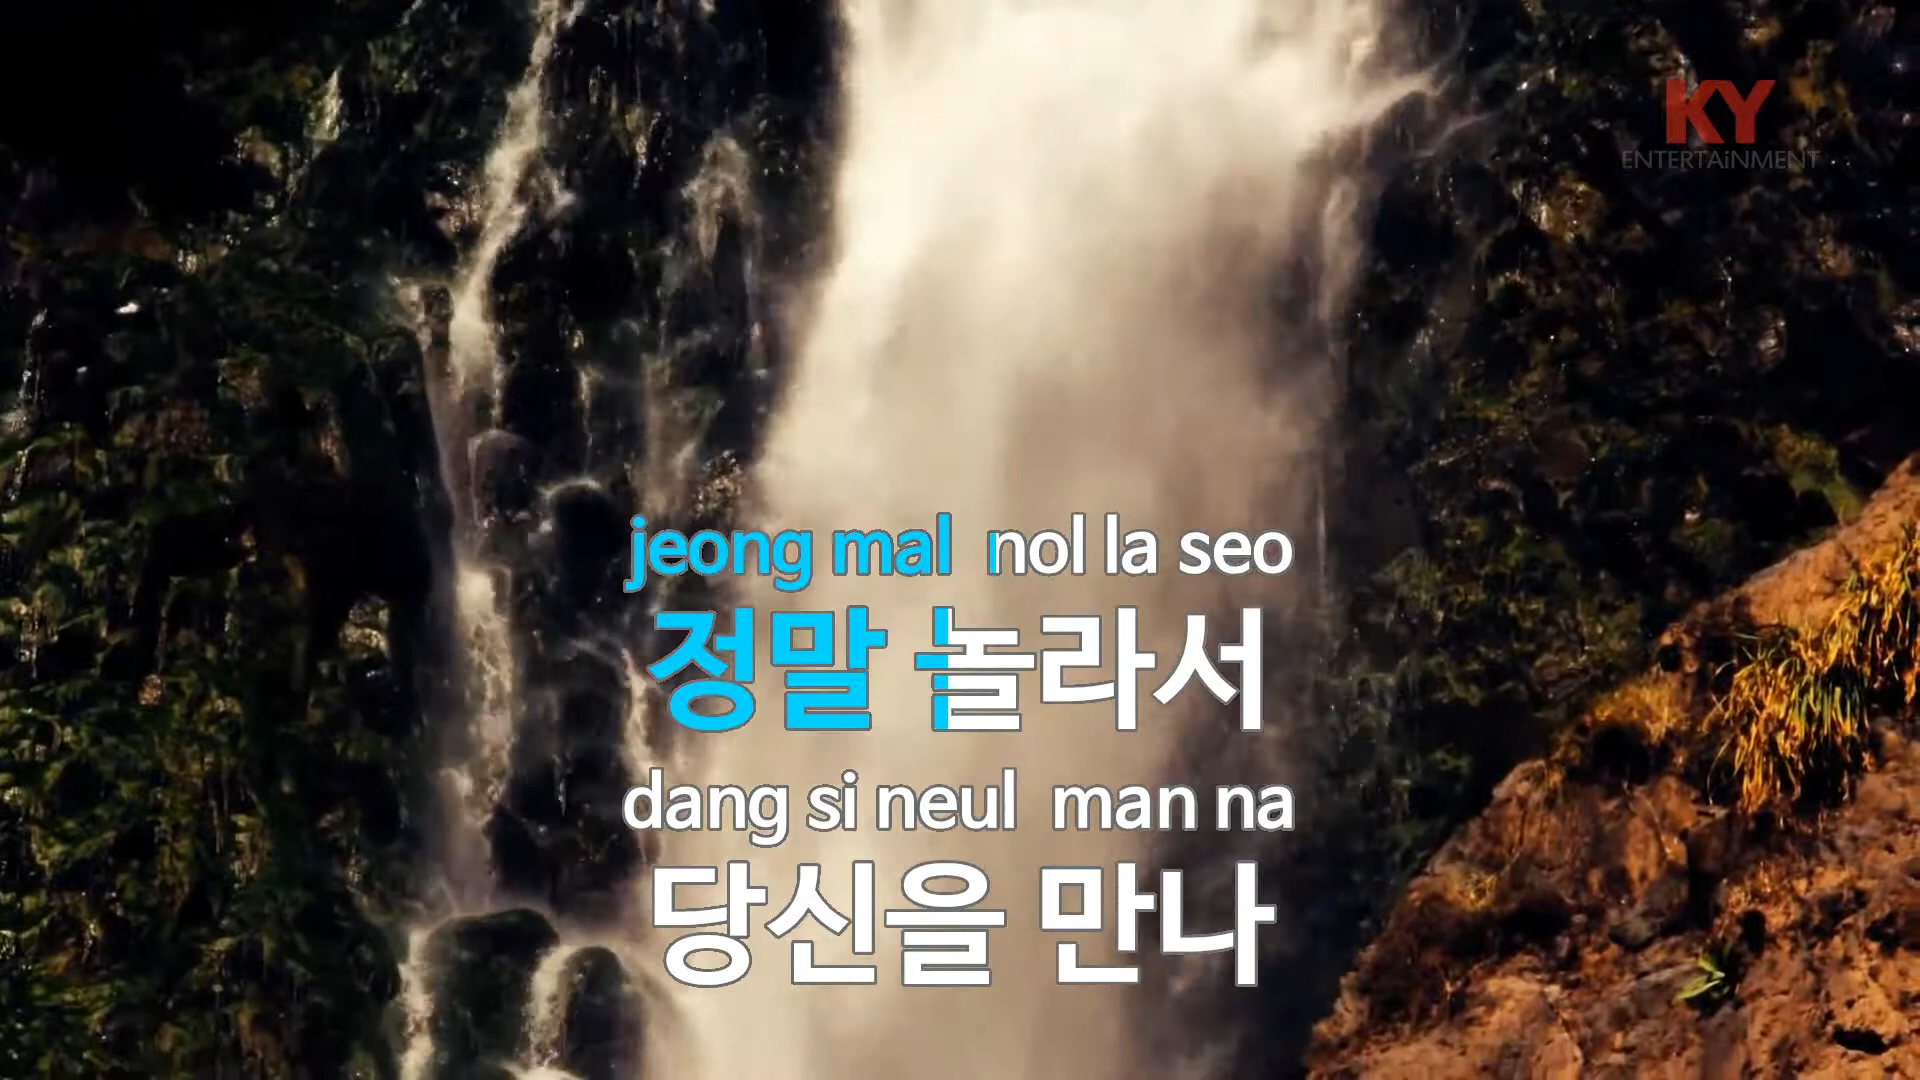 KY
ENTERTAiNMENT
jeong mal nol la seo
정말 놀라서
dang si neul man na
당신을 만나